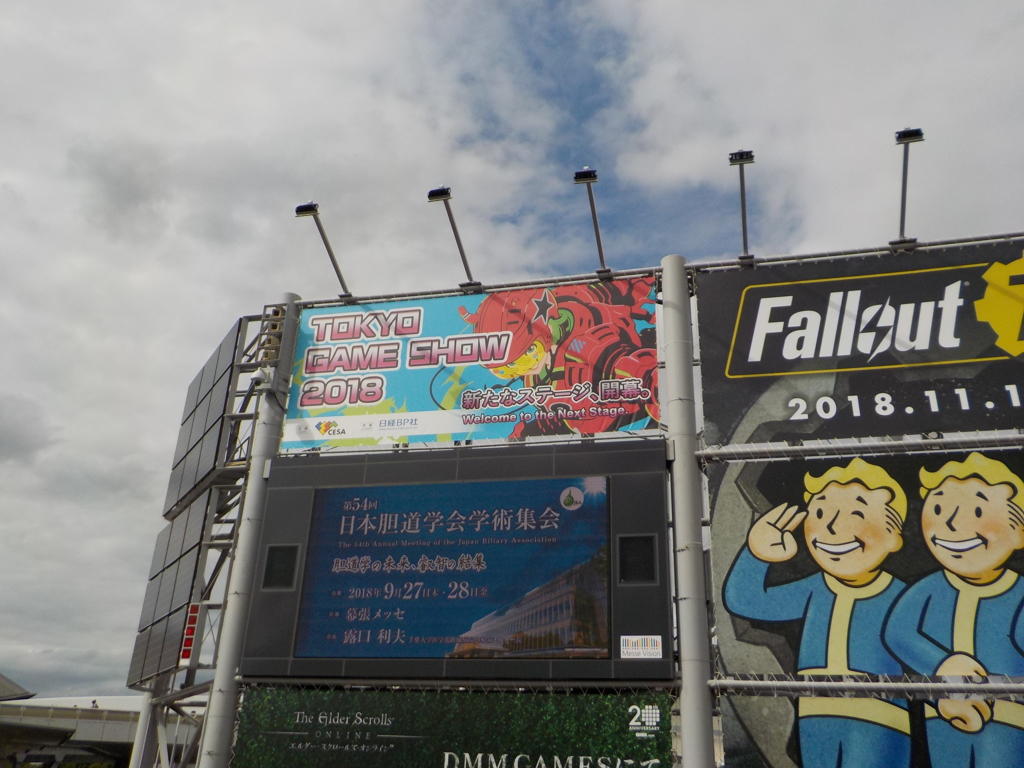 TOKYO
GAME SHOW
2018
新たなステージ、開幕。
Welcome to the Next Stage.
CESA
日経BP社
第54回
日本胆道学会学術集会
The 54th Annual Meeting of the Japan Biliary Association
胆道学の未来、叡智の結集
2018年9月27日木・28日金
幕張メッセ
露口 利夫
Messe Vision
The Elder Scrolls
ONLINE
エルダー・スクロールズ・オンライン
20
ANNIVERSARY
DMM GAMESにて
Fallout
2018.11.1